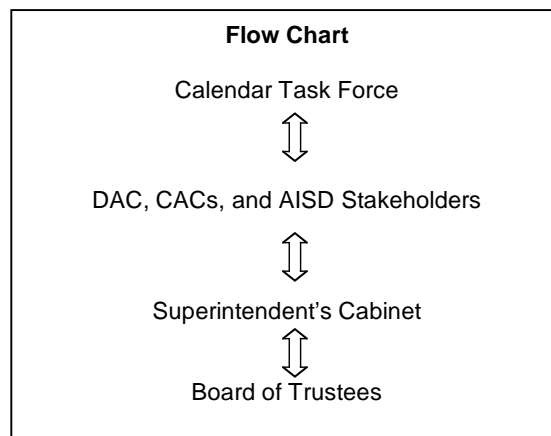 Flow Chart
Calendar Task Force
DAC, CACs, and AISD Stakeholders
Superintendent’s Cabinet
Board of Trustees